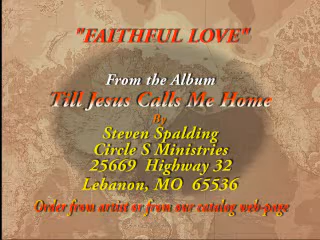 "FAITHFUL LOVE"
From the Album
Till Jesus Calls Me Home
By
Steven Spalding
Circle S Ministries
25669 Highway 32
Lebanon, MO 65536
Order from artist or from our catalog web-page